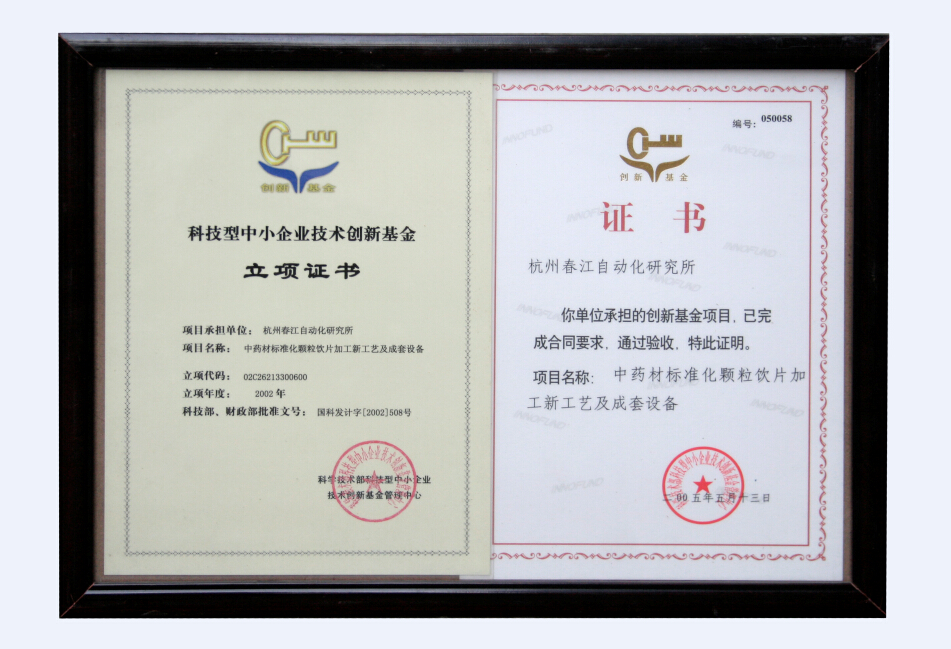 创新 基金
科技型中小企业技术创新基金
立项证书
项目承担单位： 杭州春江自动化研究所
项目名称： 中药材标准化颗粒饮片加工新工艺及成套设备
立项代码： 02C26213300600
立项年度： 2002 年
科技部、财政部批准文号： 国科发计字[2002]508号
科学技术部科技型中小企业
技术创新基金管理中心
编号： 050058
创新 基金
证 书
杭州春江自动化研究所
你单位承担的创新基金项目，已完
成合同要求，通过验收，特此证明。
项目名称： 中药材标准化颗粒饮片加
工新工艺及成套设备
二00五年五月十三日
INNOFUND